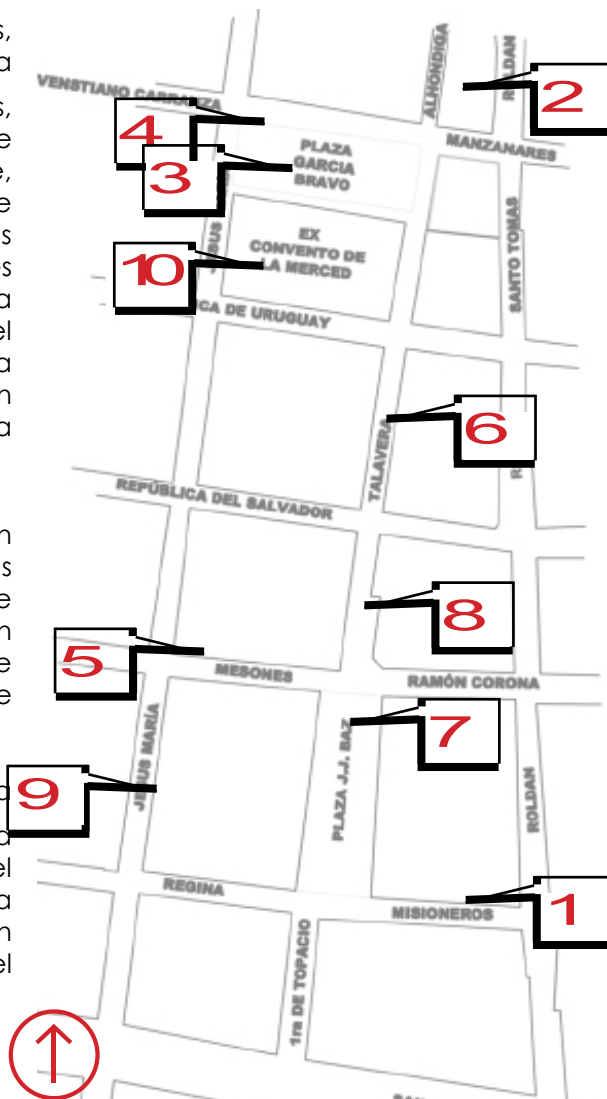 ALHONDIGA
ROLDAN
2
VENSTIANO CARRANZA
4
MANZANARES
PLAZA
GARCIA
BRAVO
3
EX
CONVENTO DE
LA MERCED
10
SANTO TOMAS
ICA DE URUGUAY
6
TALAVERA
REPÚBLICA DEL SALVADOR
8
5
MESONES
RAMÓN CORONA
7
JESUS MARÍA
PLAZA J.J. BAZ
ROLDAN
9
REGINA
MISIONEROS
1
1ra DE TOPACIO